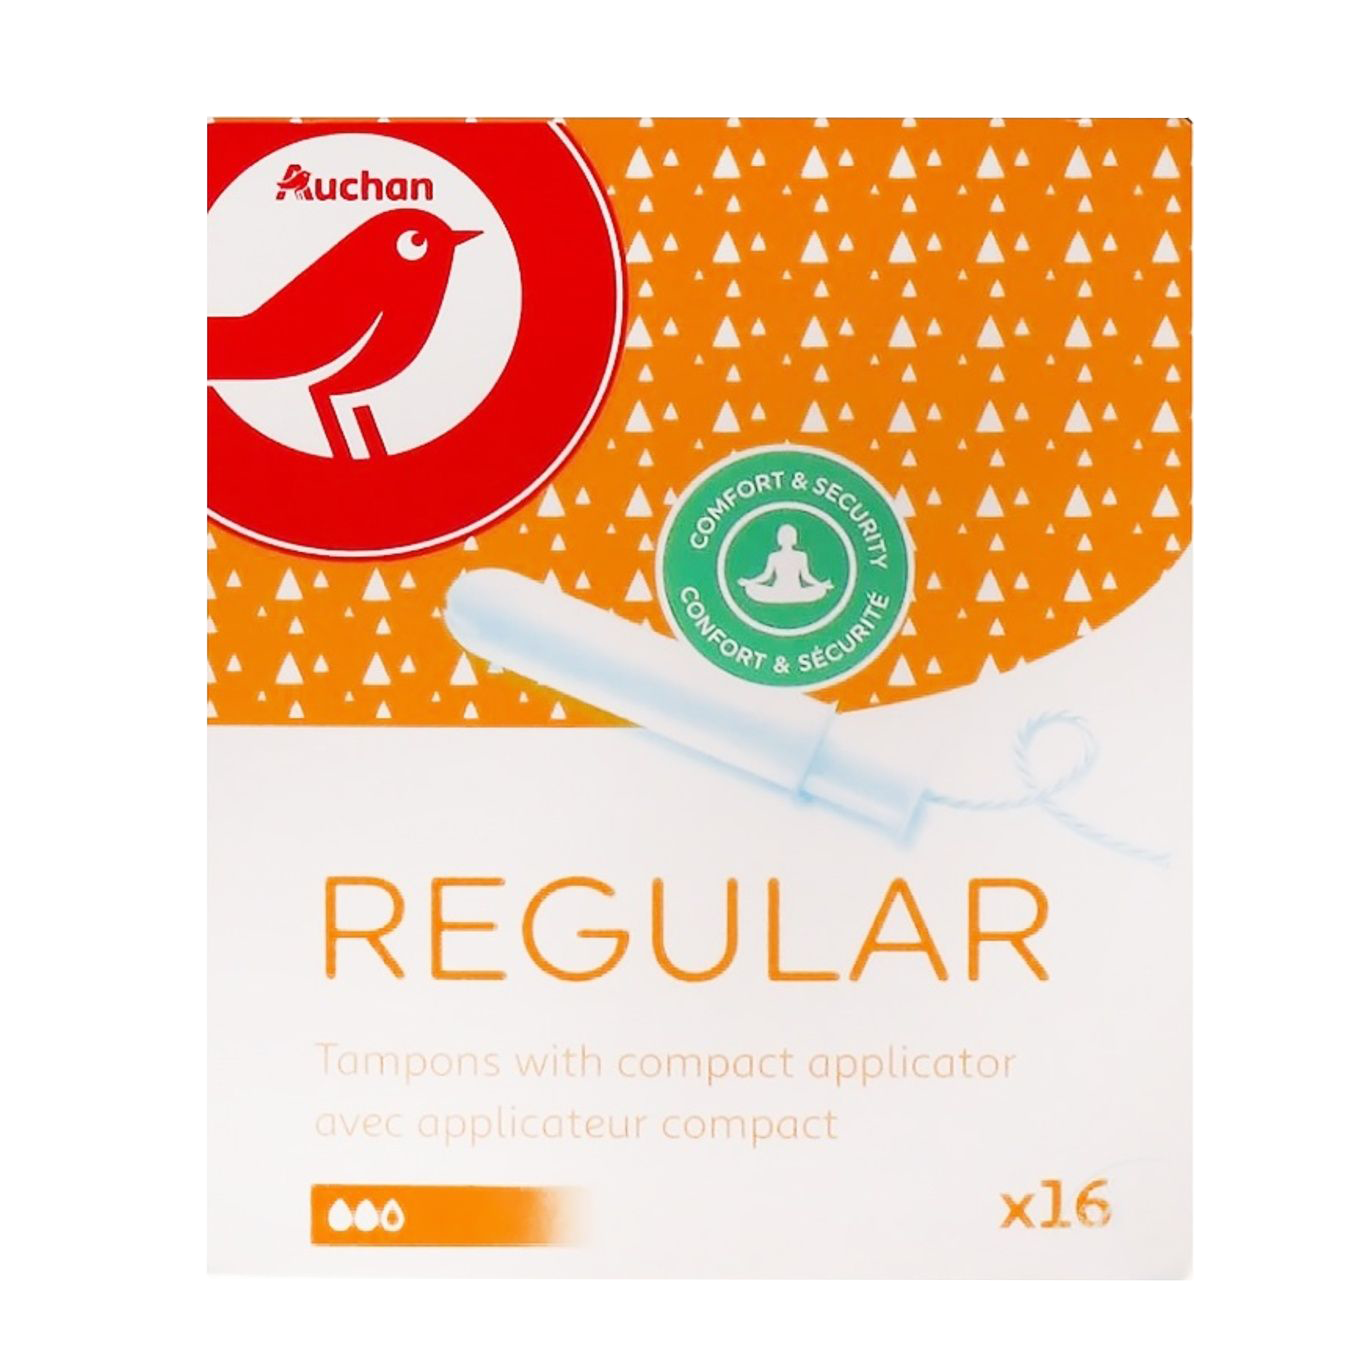 Auchan
COMFORT & SECURITY
CONFORT & SÉCURITÉ
REGULAR
Tampons with compact applicator
avec applicateur compact
x16